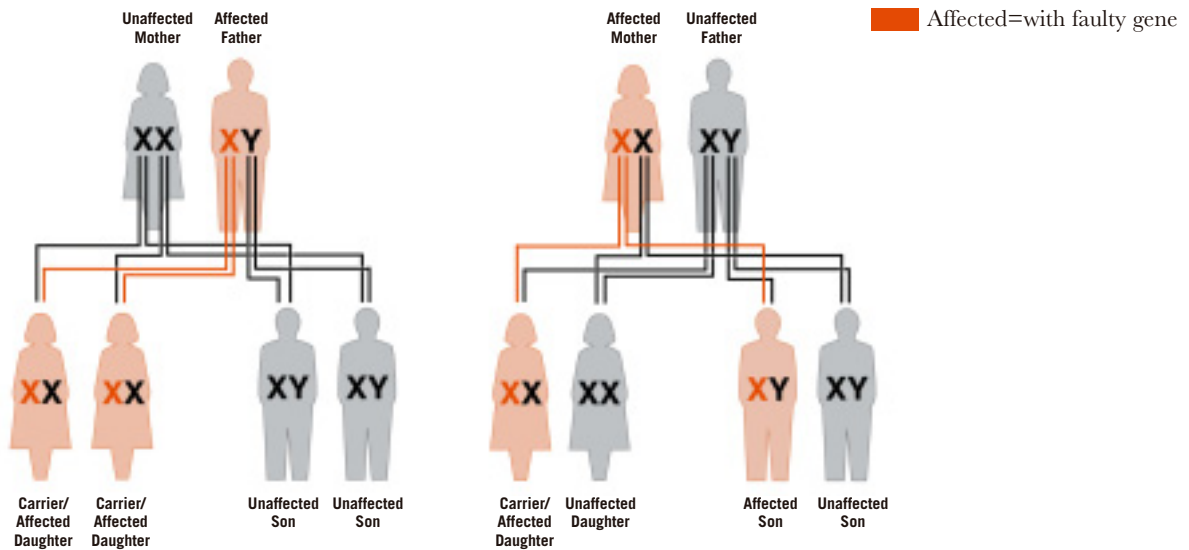 Unaffected
Mother
Affected
Father
Affected
Mother
Unaffected
Father
Affected=with faulty gene
XX
XY
XX
XY
XX
XX
XY
XY
XX
XX
XY
XY
Carrier/
Affected
Daughter
Carrier/
Affected
Daughter
Unaffected
Son
Unaffected
Son
Carrier/
Affected
Daughter
Unaffected
Daughter
Affected
Son
Unaffected
Son